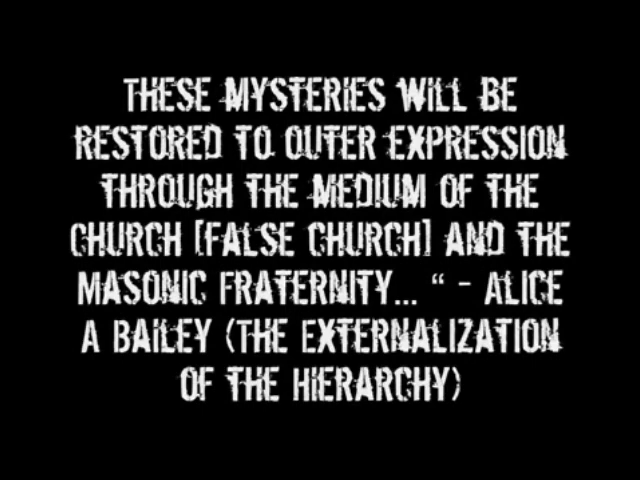 THESE MYSTERIES WILL BE
RESTORED TO OUTER EXPRESSION
THROUGH THE MEDIUM OF THE
CHURCH [FALSE CHURCH] AND THE
MASONIC FRATERNITY... “ - ALICE
A BAILEY (THE EXTERNALIZATION
OF THE HIERARCHY)